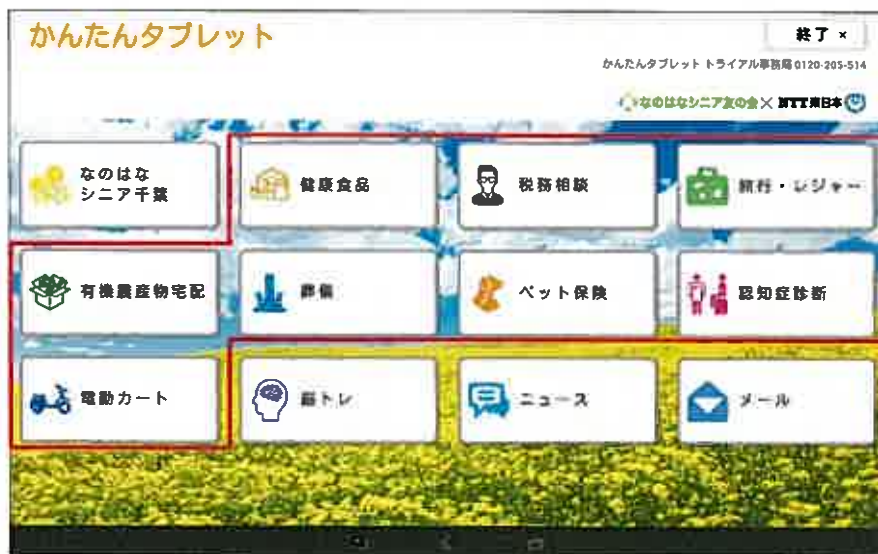 かんたんタブレット
終了 ×
かんたんタブレット トライアル事務局 0120-205-514
なのはなシニア友の会 × NTT東日本
なのはな
シニア千葉
健康食品
税務相談
旅行・レジャー
有機農産物宅配
葬儀
ペット保険
認知症診断
電動カート
脳トレ
ニュース
メール